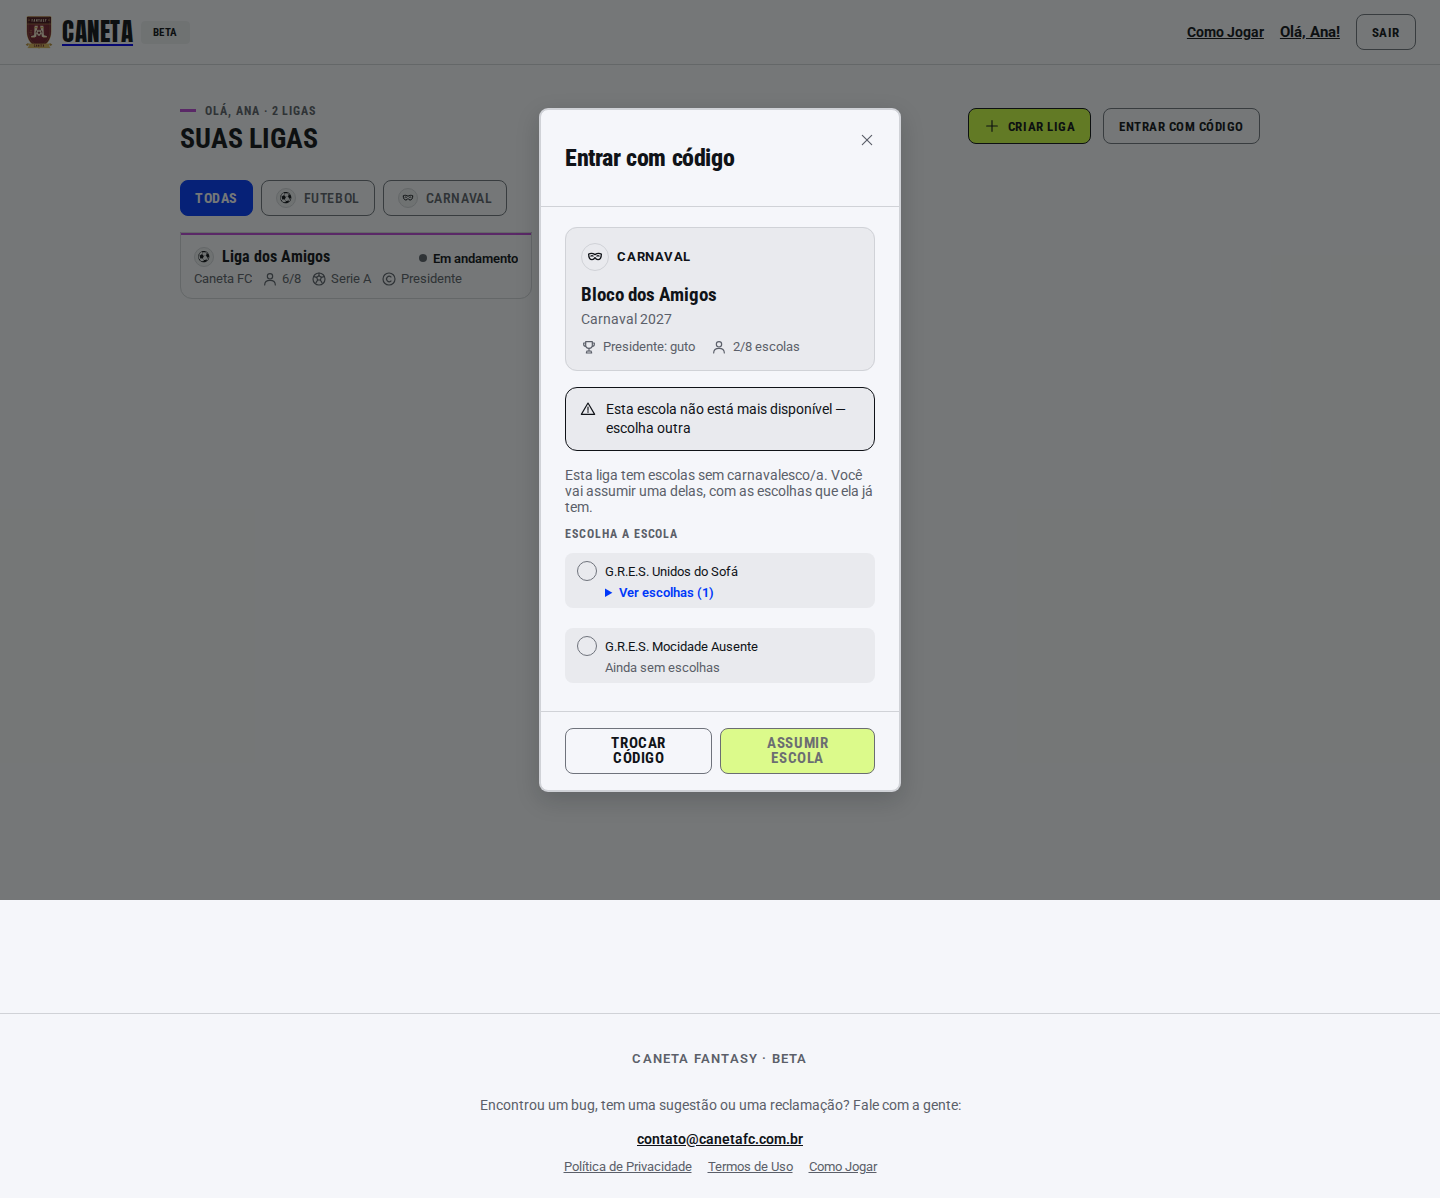 CANETA BETA
Como Jogar Olá, Ana! SAIR
OLÁ, ANA · 2 LIGAS
SUAS LIGAS
CRIAR LIGA ENTRAR COM CÓDIGO
TODAS FUTEBOL CARNAVAL
Liga dos Amigos Em andamento
Caneta FC 6/8 Serie A Presidente
Entrar com código
CARNAVAL
Bloco dos Amigos
Carnaval 2027
Presidente: guto 2/8 escolas
Esta escola não está mais disponível —
escolha outra
Esta liga tem escolas sem carnavalesco/a. Você
vai assumir uma delas, com as escolhas que ela já
tem.
ESCOLHA A ESCOLA
G.R.E.S. Unidos do Sofá
Ver escolhas (1)
G.R.E.S. Mocidade Ausente
Ainda sem escolhas
TROCAR
CÓDIGO
ASSUMIR
ESCOLA
CANETA FANTASY · BETA
Encontrou um bug, tem uma sugestão ou uma reclamação? Fale com a gente:
contato@canetafc.com.br
Política de Privacidade Termos de Uso Como Jogar